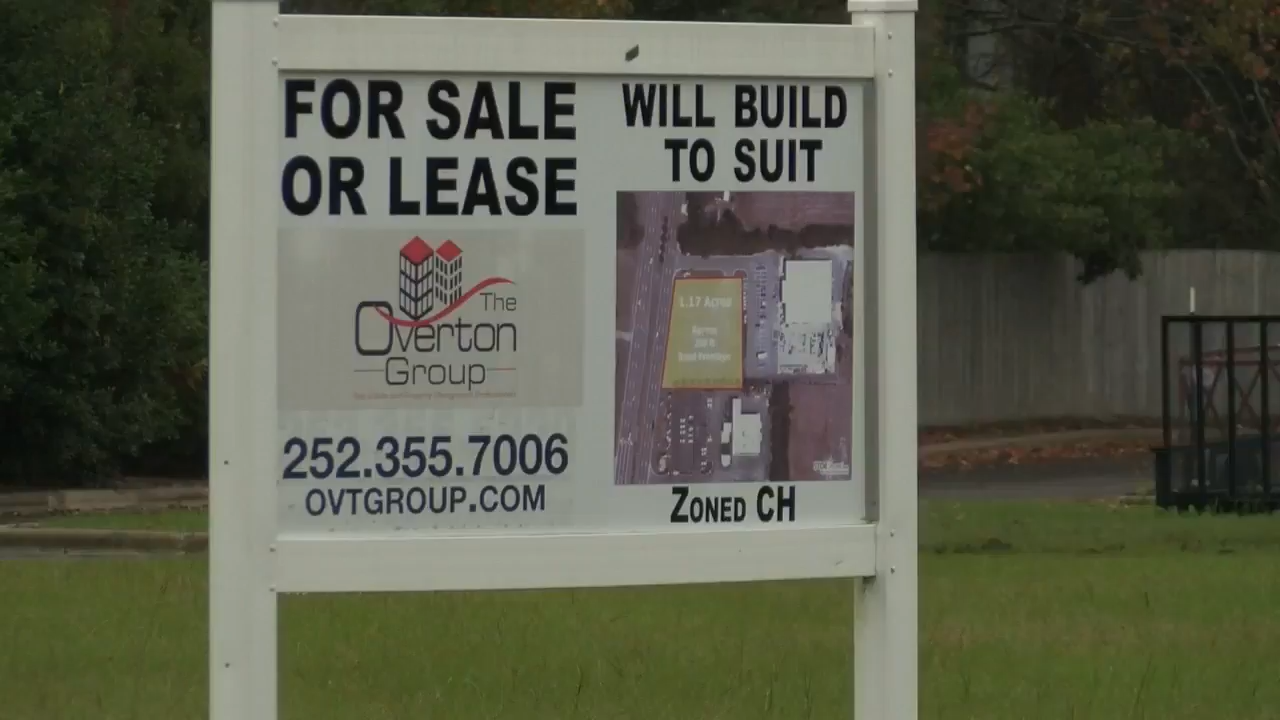 FOR SALE
OR LEASE
The
Overton
Group
252.355.7006
OVTGROUP.COM
WILL BUILD
TO SUIT
1.17 Acres
ZONED CH